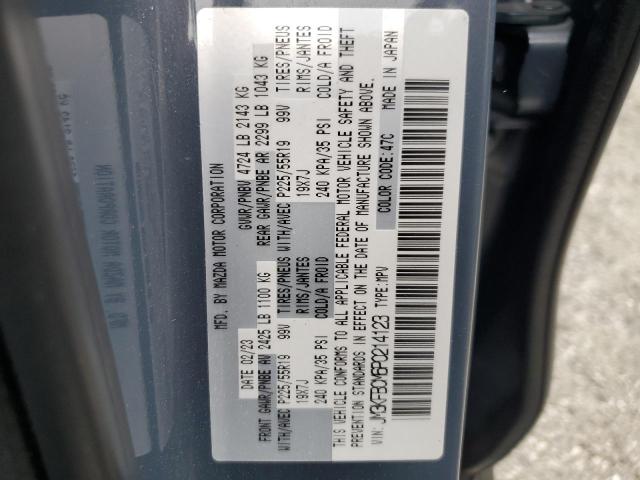 MFD. BY MAZDA MOTOR CORPORATION
DATE 02/23 GVWR/PNBV 4724 LB 2143 KG
FRONT GAWR/PNBE AV 2425 LB 1100 KG REAR GAWR/PNBE AR 2299 LB 1043 KG
WITH/AVEC P225/55R19 99V TIRES/PNEUS WITH/AVEC P225/55R19 99V TIRES/PNEUS
19X7J RIMS/JANTES 19X7J RIMS/JANTES
240 KPA/35 PSI COLD/A FROID 240 KPA/35 PSI COLD/A FROID
THIS VEHICLE CONFORMS TO ALL APPLICABLE FEDERAL MOTOR VEHICLE SAFETY AND THEFT
PREVENTION STANDARDS IN EFFECT ON THE DATE OF MANUFACTURE SHOWN ABOVE.
VIN: JM3KFBCM6P0214123 TYPE:MPV COLOR CODE:47C MADE IN JAPAN